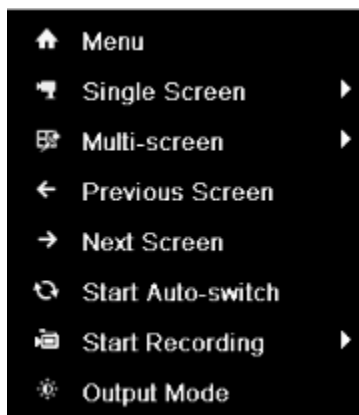 Menu
Single Screen
Multi-screen
Previous Screen
Next Screen
Start Auto-switch
Start Recording
Output Mode